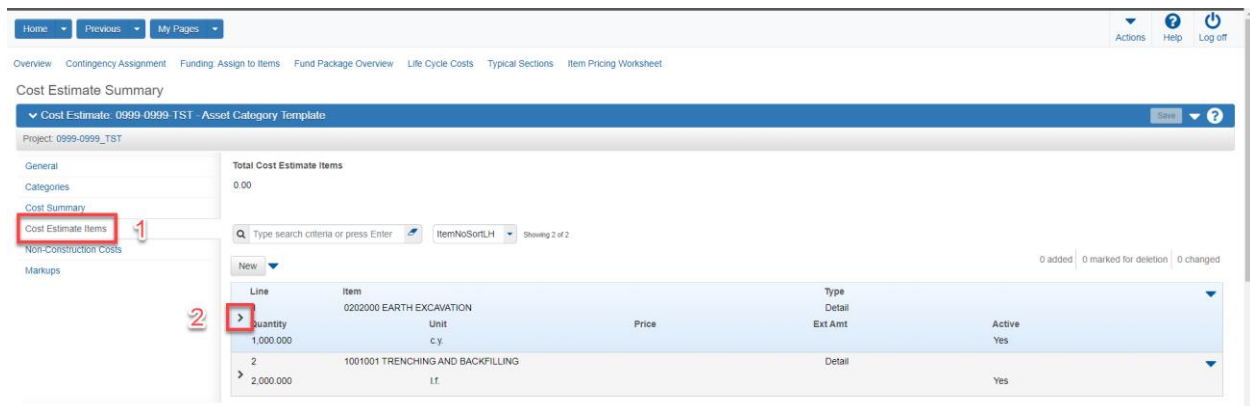 Home Previous My Pages
Actions Help Log off
Overview Contingency Assignment Funding: Assign to Items Fund Package Overview Life Cycle Costs Typical Sections Item Pricing Worksheet
Cost Estimate Summary
Cost Estimate: 0999-0999-TST - Asset Category Template Save
Project: 0999-0999_TST
General
Categories
Cost Summary
Cost Estimate Items 1
Non-Construction Costs
Markups
Total Cost Estimate Items
0.00
Type search criteria or press Enter ItemNoSortLH Showing 2 of 2
New 0 added 0 marked for deletion 0 changed
Line Item Type
0202000 EARTH EXCAVATION Detail
2
Quantity Unit Price Ext Amt Active
1,000.000 c.y. Yes
2 1001001 TRENCHING AND BACKFILLING Detail
2,000.000 l.f. Yes